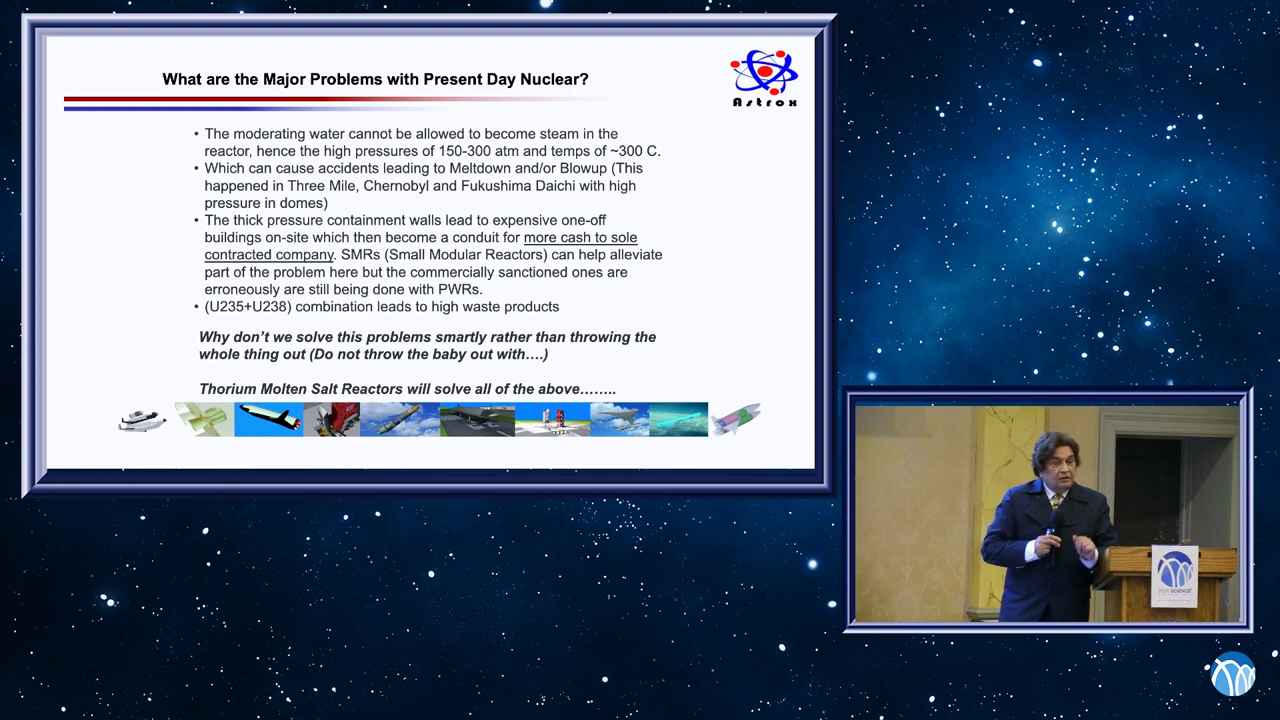 What are the Major Problems with Present Day Nuclear?
Astrox
• The moderating water cannot be allowed to become steam in the
reactor, hence the high pressures of 150-300 atm and temps of ~300 C.
• Which can cause accidents leading to Meltdown and/or Blowup (This
happened in Three Mile, Chernobyl and Fukushima Daichi with high
pressure in domes)
• The thick pressure containment walls lead to expensive one-off
buildings on-site which then become a conduit for more cash to sole
contracted company. SMRs (Small Modular Reactors) can help alleviate
part of the problem here but the commercially sanctioned ones are
erroneously are still being done with PWRs.
• (U235+U238) combination leads to high waste products
Why don’t we solve this problems smartly rather than throwing the
whole thing out (Do not throw the baby out with….)
Thorium Molten Salt Reactors will solve all of the above……..